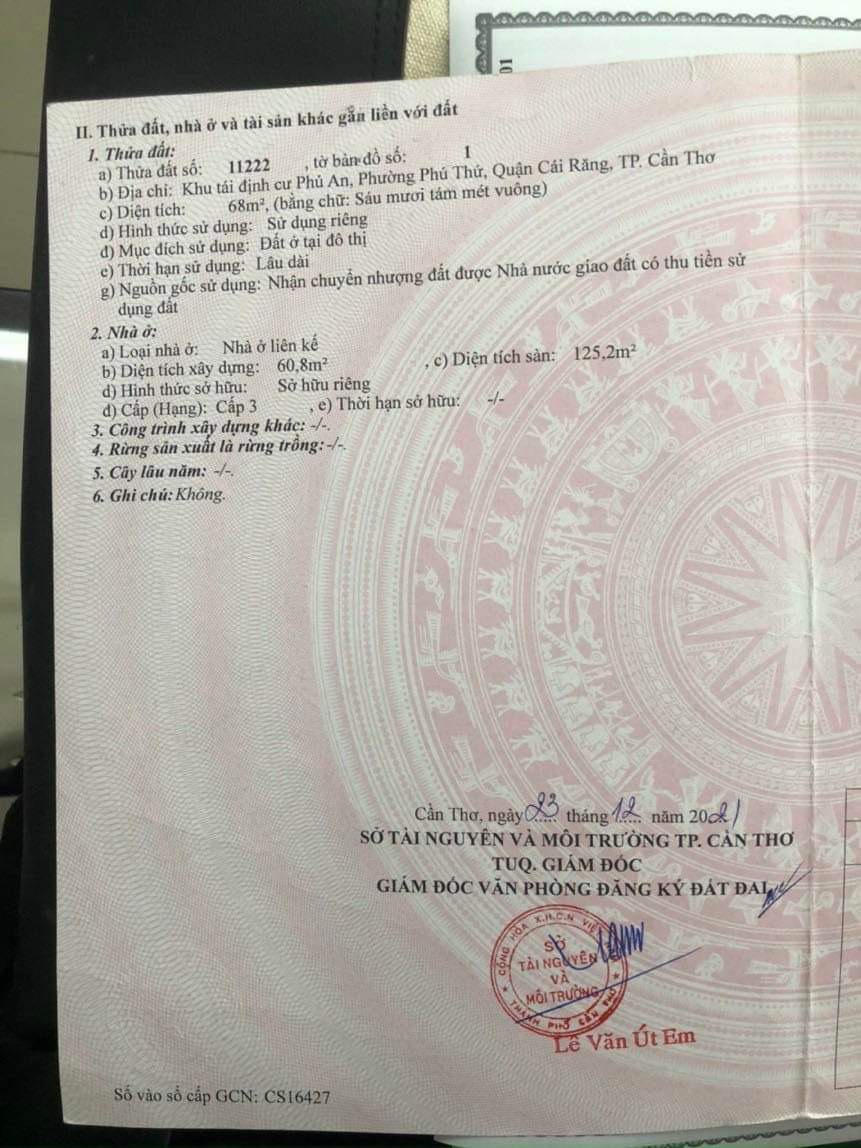 01
II. Thửa đất, nhà ở và tài sản khác gắn liền với đất
1. Thửa đất:
a) Thửa đất số: 11222 , tờ bản đồ số: 1
b) Địa chỉ: Khu tái định cư Phú An, Phường Phú Thứ, Quận Cái Răng, TP. Cần Thơ
c) Diện tích: 68m², (bằng chữ: Sáu mươi tám mét vuông)
d) Hình thức sử dụng: Sử dụng riêng
đ) Mục đích sử dụng: Đất ở tại đô thị
e) Thời hạn sử dụng: Lâu dài
g) Nguồn gốc sử dụng: Nhận chuyển nhượng đất được Nhà nước giao đất có thu tiền sử
dụng đất
2. Nhà ở:
a) Loại nhà ở: Nhà ở liên kế
b) Diện tích xây dựng: 60,8m² , c) Diện tích sàn: 125,2m²
d) Hình thức sở hữu: Sở hữu riêng
đ) Cấp (Hạng): Cấp 3 , e) Thời hạn sở hữu: -/-
3. Công trình xây dựng khác: -/-.
4. Rừng sản xuất là rừng trồng: -/-.
5. Cây lâu năm: -/-.
6. Ghi chú: Không.
Cần Thơ, ngày 23 tháng 12 năm 2021
SỞ TÀI NGUYÊN VÀ MÔI TRƯỜNG TP. CẦN THƠ
TUQ. GIÁM ĐỐC
GIÁM ĐỐC VĂN PHÒNG ĐĂNG KÝ ĐẤT ĐAI
CỘNG HÒA X.H.C.N VIỆT
SỞ
TÀI NGUYÊN
VÀ
MÔI TRƯỜNG
THÀNH PHỐ CẦN THƠ
Lê Văn Út Em
Số vào sổ cấp GCN: CS16427